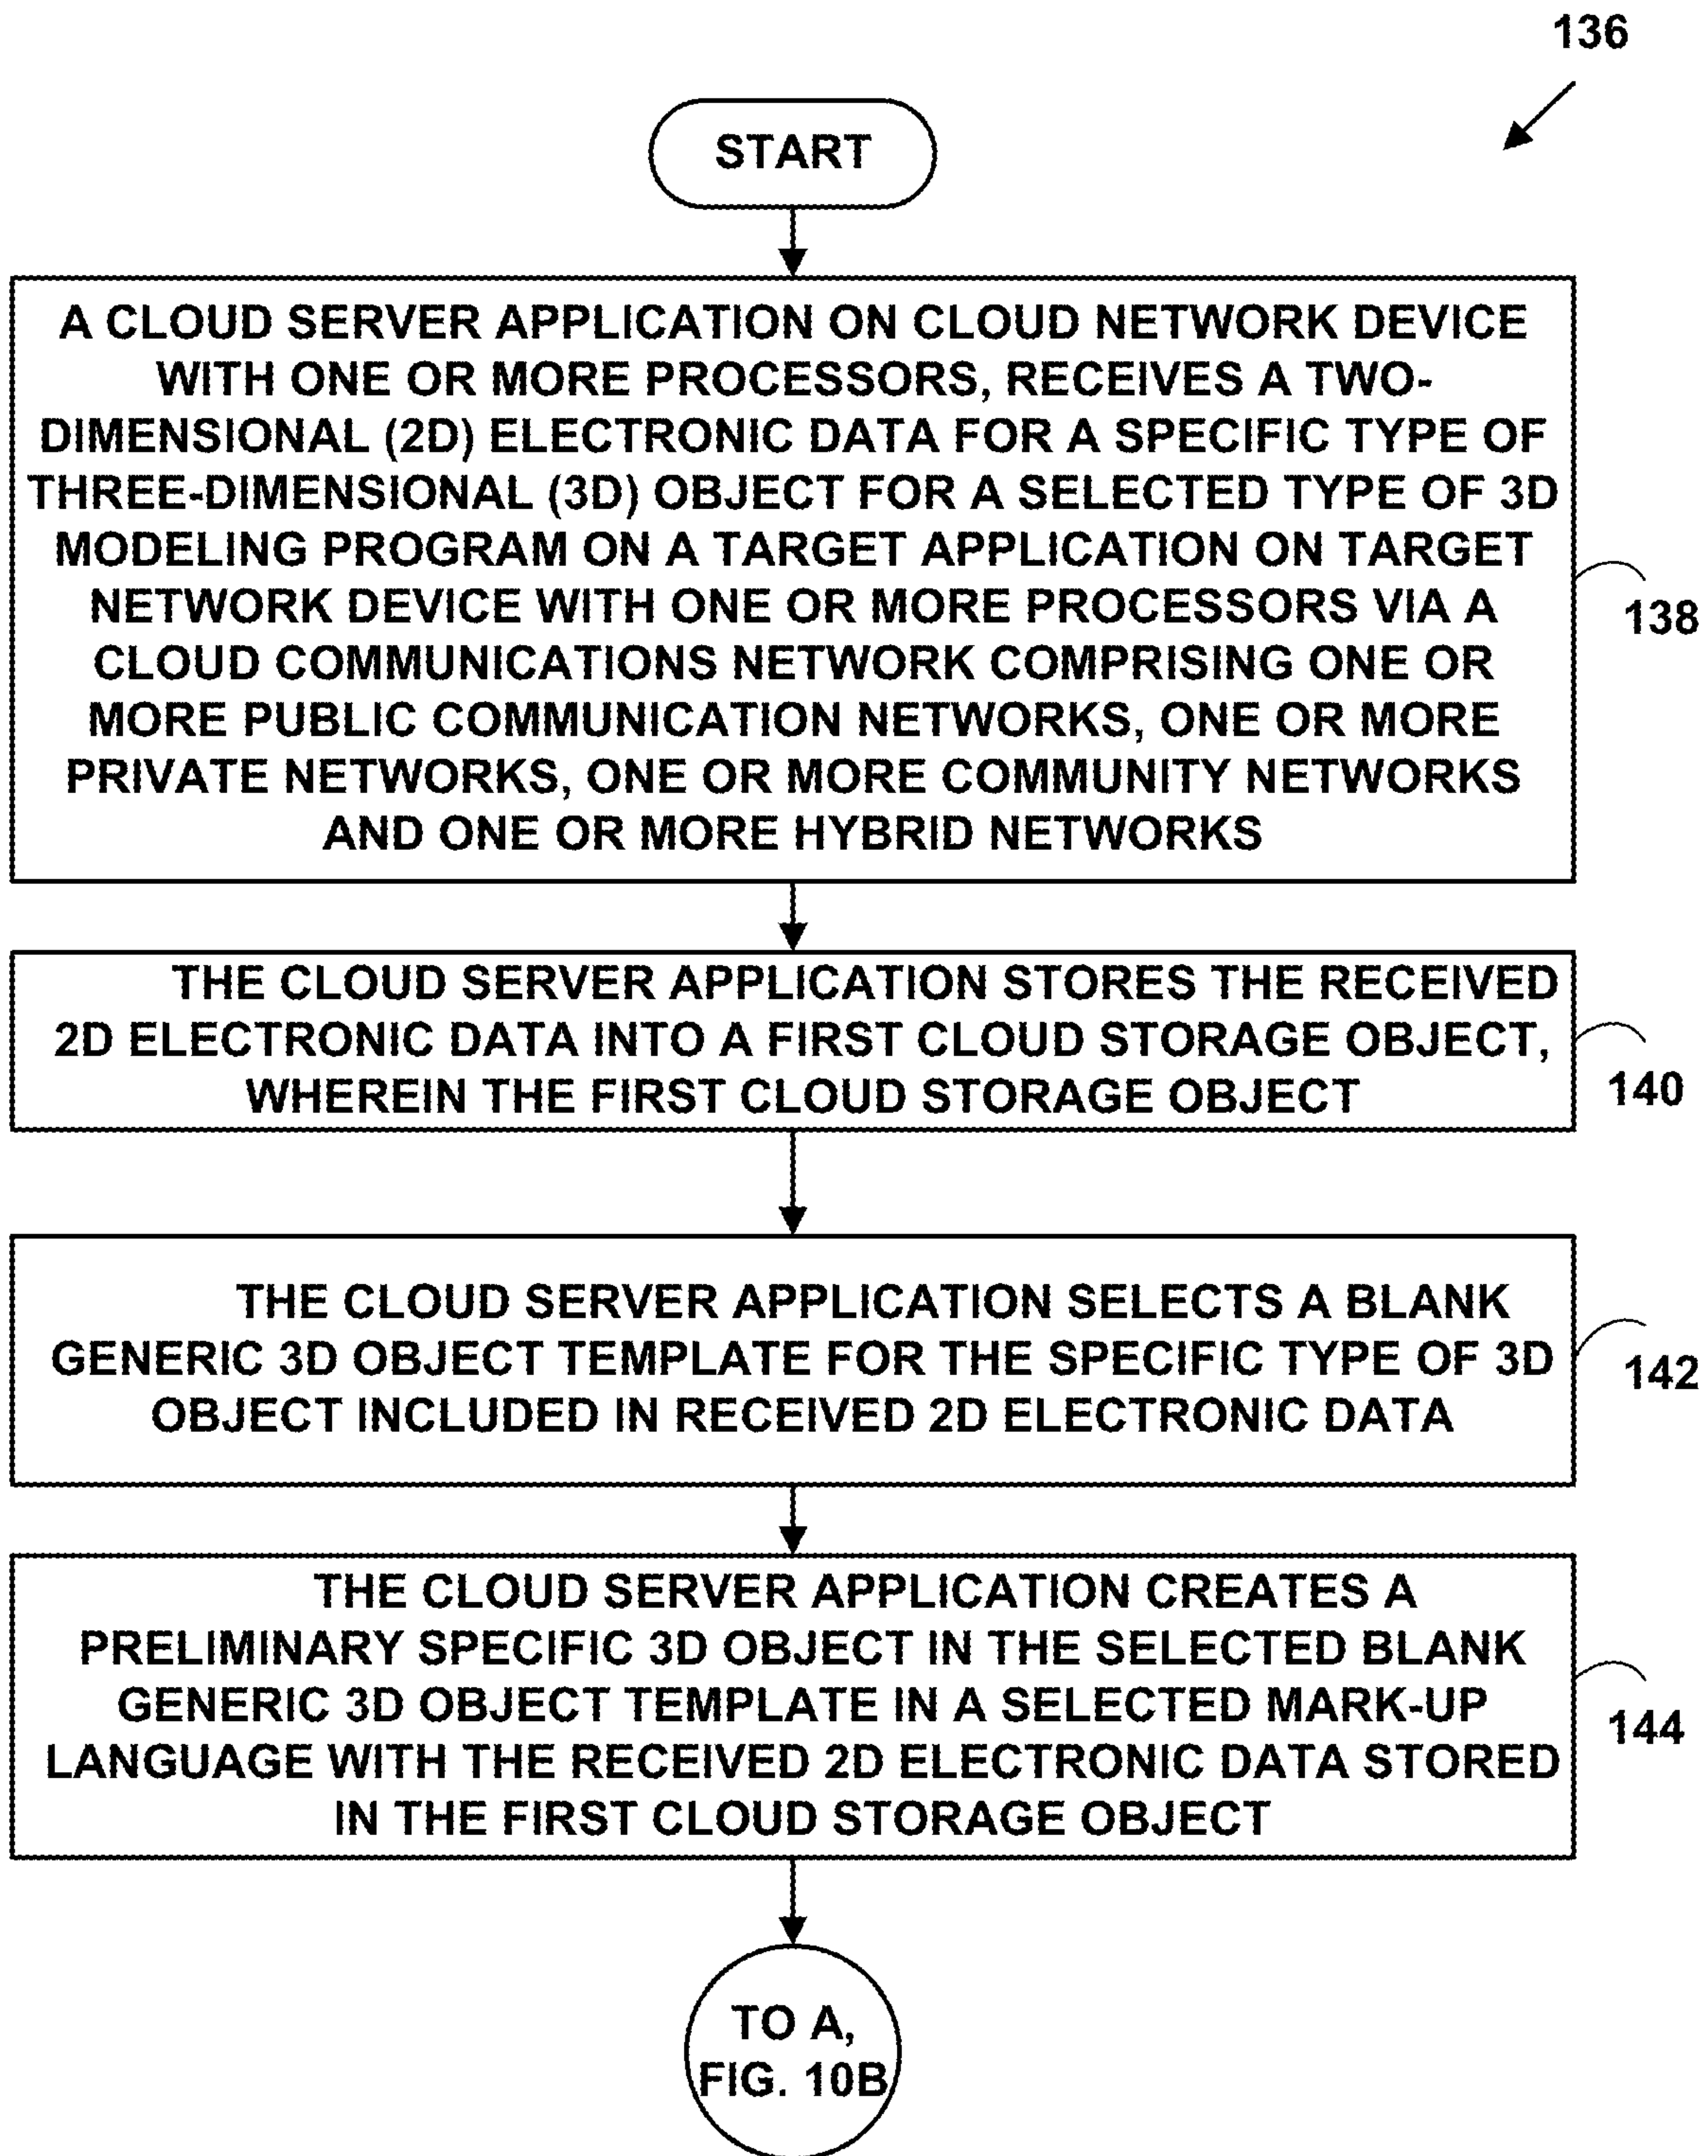 136
START
A CLOUD SERVER APPLICATION ON CLOUD NETWORK DEVICE
WITH ONE OR MORE PROCESSORS, RECEIVES A TWO-
DIMENSIONAL (2D) ELECTRONIC DATA FOR A SPECIFIC TYPE OF
THREE-DIMENSIONAL (3D) OBJECT FOR A SELECTED TYPE OF 3D
MODELING PROGRAM ON A TARGET APPLICATION ON TARGET
NETWORK DEVICE WITH ONE OR MORE PROCESSORS VIA A
CLOUD COMMUNICATIONS NETWORK COMPRISING ONE OR
MORE PUBLIC COMMUNICATION NETWORKS, ONE OR MORE
PRIVATE NETWORKS, ONE OR MORE COMMUNITY NETWORKS
AND ONE OR MORE HYBRID NETWORKS
138
THE CLOUD SERVER APPLICATION STORES THE RECEIVED
2D ELECTRONIC DATA INTO A FIRST CLOUD STORAGE OBJECT,
WHEREIN THE FIRST CLOUD STORAGE OBJECT
140
THE CLOUD SERVER APPLICATION SELECTS A BLANK
GENERIC 3D OBJECT TEMPLATE FOR THE SPECIFIC TYPE OF 3D
OBJECT INCLUDED IN RECEIVED 2D ELECTRONIC DATA
142
THE CLOUD SERVER APPLICATION CREATES A
PRELIMINARY SPECIFIC 3D OBJECT IN THE SELECTED BLANK
GENERIC 3D OBJECT TEMPLATE IN A SELECTED MARK-UP
LANGUAGE WITH THE RECEIVED 2D ELECTRONIC DATA STORED
IN THE FIRST CLOUD STORAGE OBJECT
144
TO A,
FIG. 10B